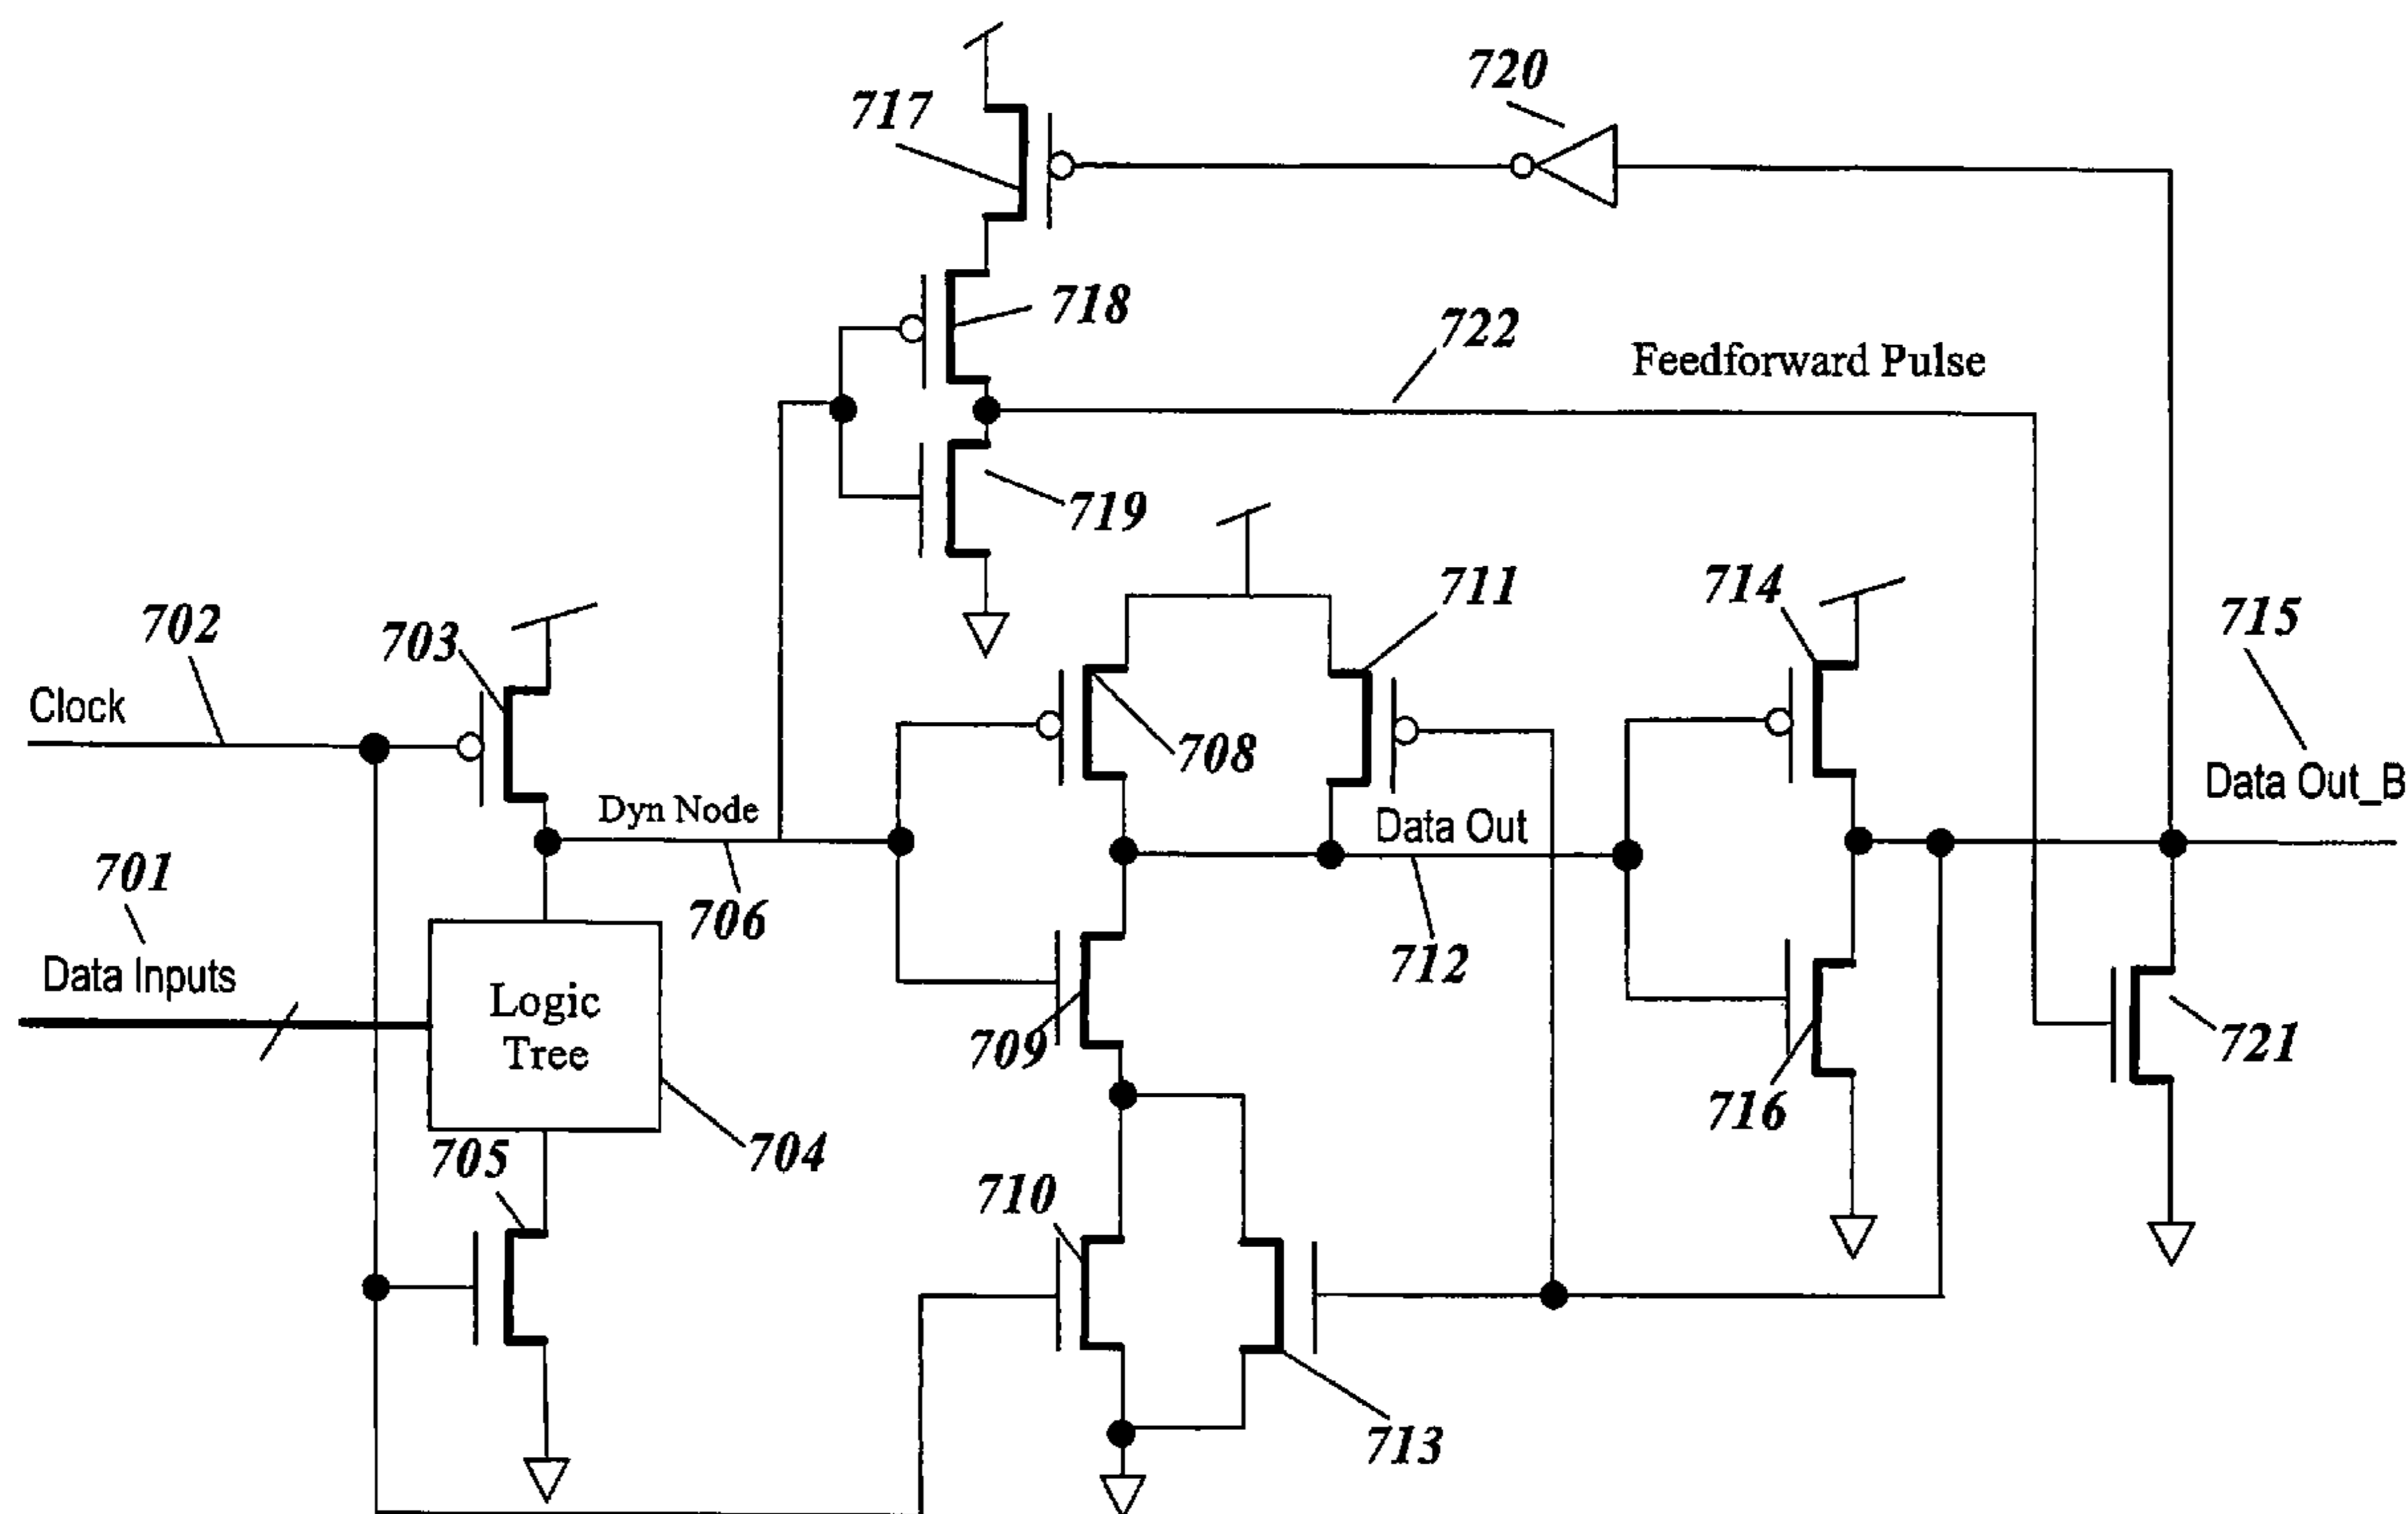 720
717
718
722
Feedforward Pulse
719
711
714
715
702
703
Clock
708
Data Out_B
Dyn Node
Data Out
701
706
712
Data Inputs
Logic
Tree
709
721
716
705
704
710
713